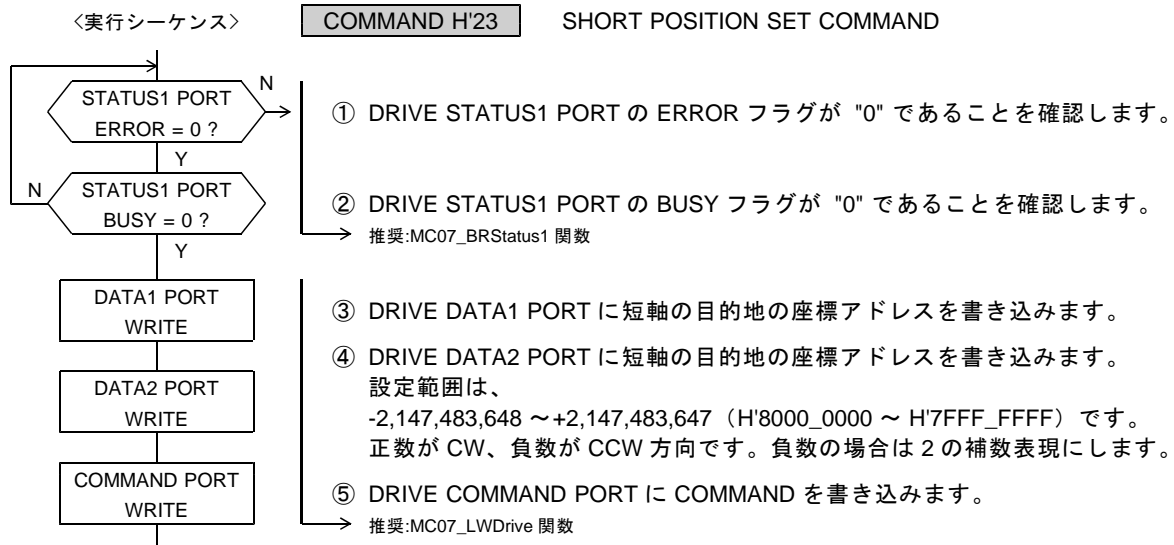 〈実行シーケンス〉 COMMAND H'23 SHORT POSITION SET COMMAND
N
STATUS1 PORT
ERROR = 0 ?
① DRIVE STATUS1 PORT の ERROR フラグが "0" であることを確認します。
Y
N
STATUS1 PORT
BUSY = 0 ?
② DRIVE STATUS1 PORT の BUSY フラグが "0" であることを確認します。
推奨:MC07_BRStatus1 関数
Y
DATA1 PORT
WRITE
③ DRIVE DATA1 PORT に短軸の目的地の座標アドレスを書き込みます。
④ DRIVE DATA2 PORT に短軸の目的地の座標アドレスを書き込みます。
DATA2 PORT
WRITE
設定範囲は、
-2,147,483,648 ～+2,147,483,647（H'8000_0000 ～ H'7FFF_FFFF）です。
正数が CW、負数が CCW 方向です。負数の場合は 2 の補数表現にします。
COMMAND PORT
WRITE
⑤ DRIVE COMMAND PORT に COMMAND を書き込みます。
推奨:MC07_LWDrive 関数